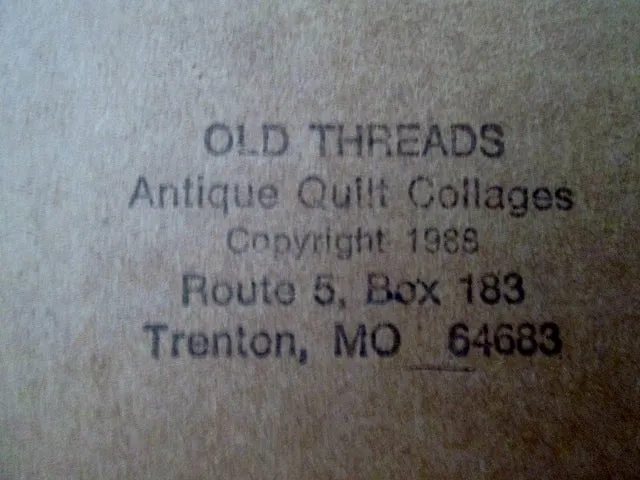 OLD THREADS
Antique Quilt Collages
Copyright 1988
Route 5, Box 183
Trenton, MO 64683